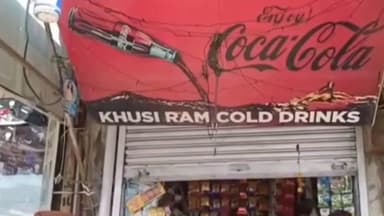 enjoy!
Coca-Cola
KHUSI RAM COLD DRINKS